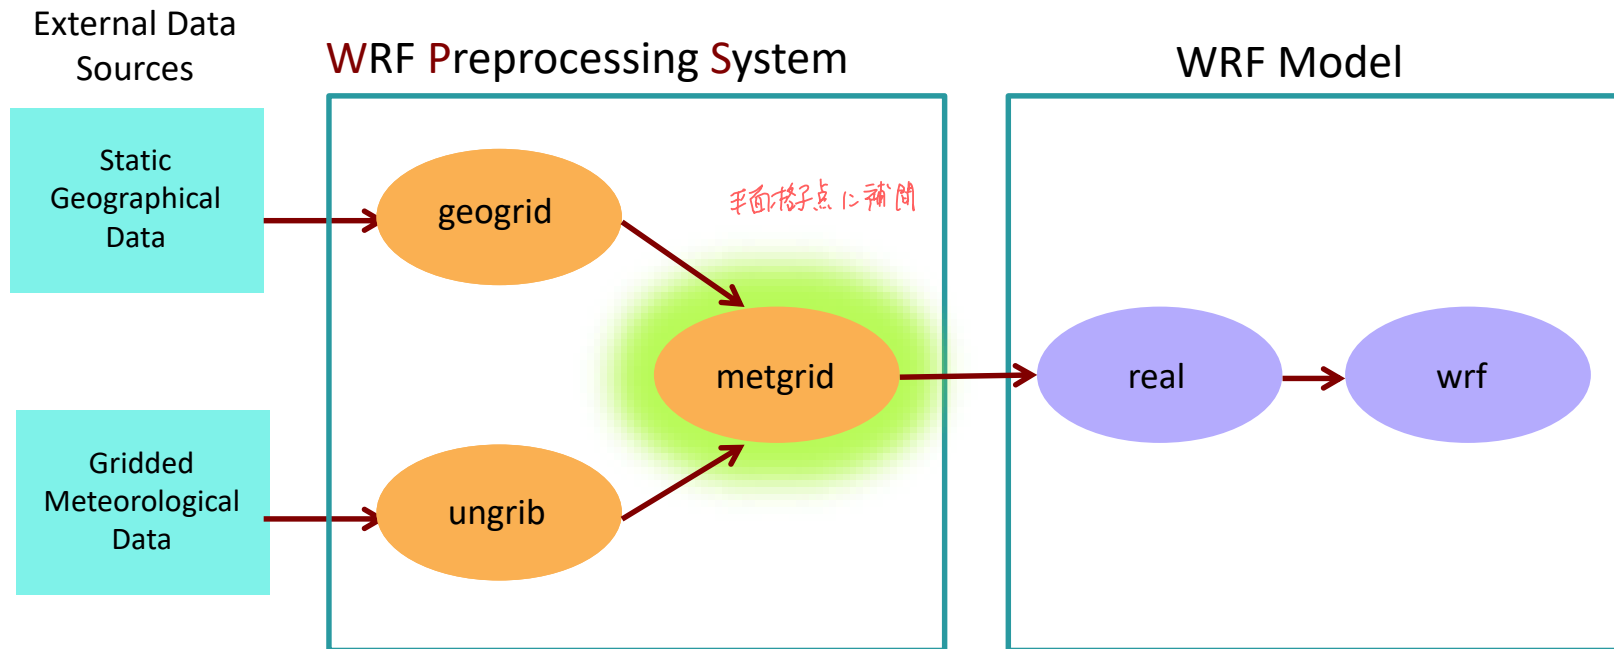 External Data
Sources
WRF Preprocessing System
WRF Model
Static
Geographical
Data
geogrid
平面格子点に補間
metgrid
real
wrf
Gridded
Meteorological
Data
ungrib